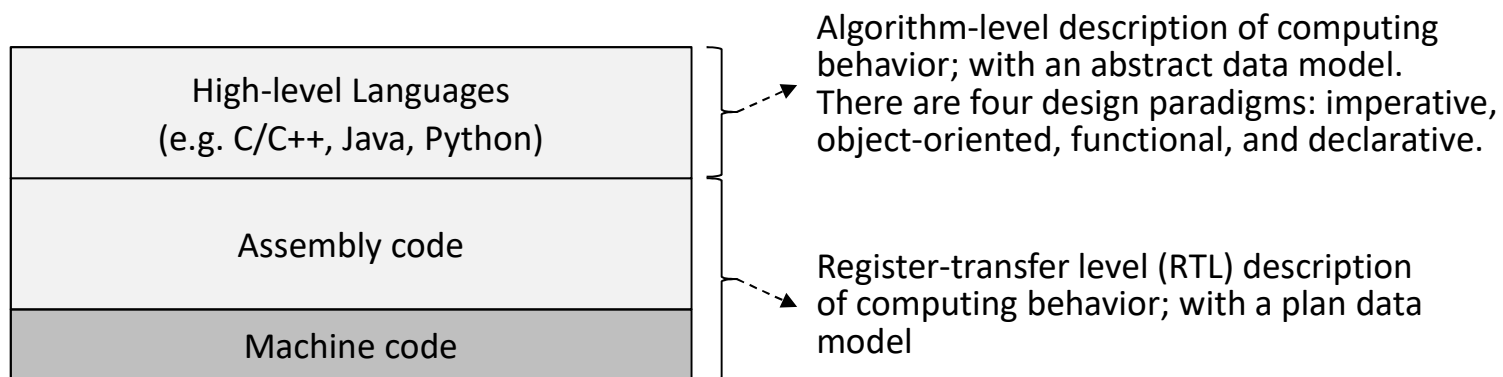 High-level Languages
(e.g. C/C++, Java, Python)
Algorithm-level description of computing
behavior; with an abstract data model.
There are four design paradigms: imperative,
object-oriented, functional, and declarative.
Assembly code
Machine code
Register-transfer level (RTL) description
of computing behavior; with a plan data
model